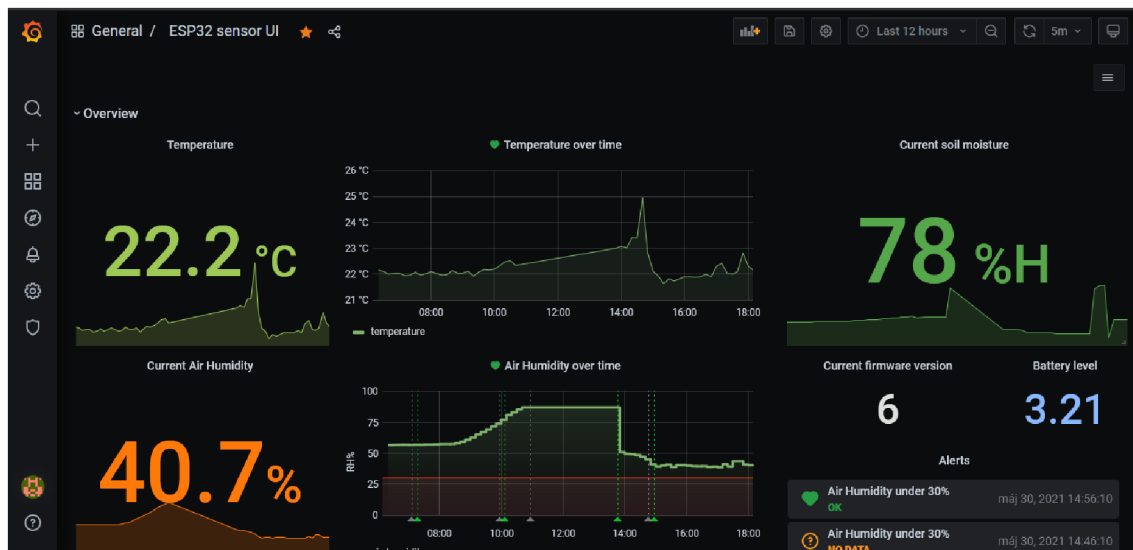 General / ESP32 sensor UI
Last 12 hours
5m
Overview
Temperature
22.2 °C
Temperature over time
26 °C
25 °C
24 °C
23 °C
22 °C
21 °C
08:00 10:00 12:00 14:00 16:00 18:00
temperature
Current soil moisture
78 %H
Current Air Humidity
40.7%
Air Humidity over time
RH%
100
75
50
25
0
08:00 10:00 12:00 14:00 16:00 18:00
Current firmware version
6
Battery level
3.21
Alerts
Air Humidity under 30%
OK
máj 30, 2021 14:56:10
Air Humidity under 30%
NO DATA
máj 30, 2021 14:46:10